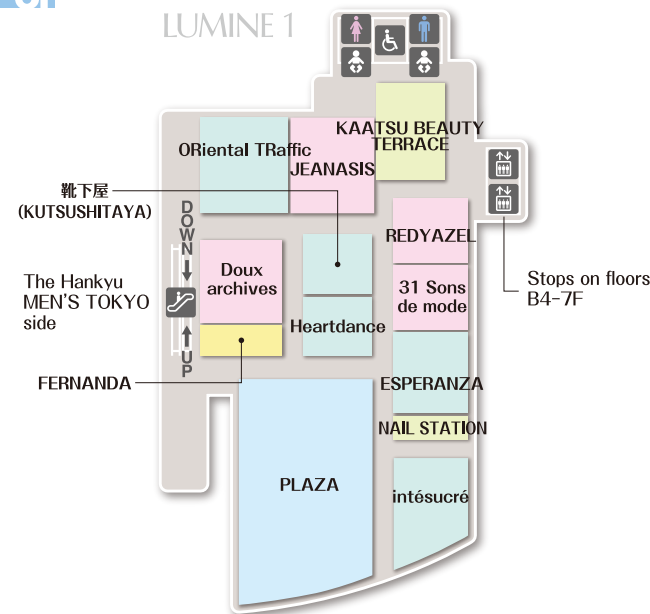 LUMINE 1
KAATSU BEAUTY
TERRACE
ORiental TRaffic
JEANASIS
靴下屋
(KUTSUSHITAYA)
DOWN
REDYAZEL
The Hankyu
MEN'S TOKYO
side
Doux
archives
31 Sons
de mode
Stops on floors
B4-7F
Heartdance
UP
FERNANDA
ESPERANZA
NAIL STATION
PLAZA
intésucré